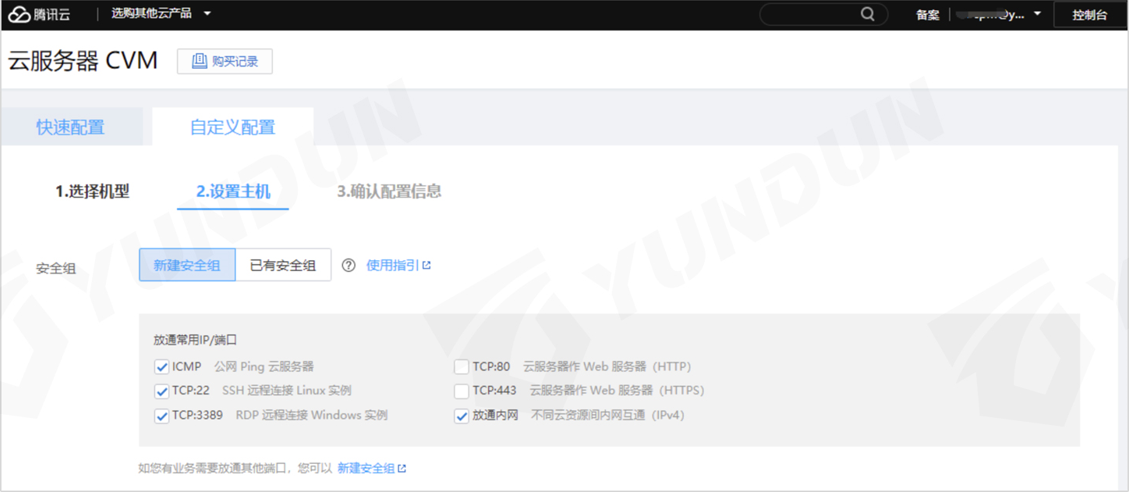 腾讯云 选购其他云产品 备案 控制台
云服务器 CVM 购买记录
快速配置 自定义配置
1.选择机型 2.设置主机 3.确认配置信息
安全组 新建安全组 已有安全组 使用指引
放通常用IP/端口
ICMP 公网 Ping 云服务器 TCP:80 云服务器作 Web 服务器（HTTP)
TCP:22 SSH 远程连接 Linux 实例 TCP:443 云服务器作 Web 服务器（HTTPS）
TCP:3389 RDP 远程连接 Windows 实例 放通内网 不同云资源间内网互通（IPv4）
如您有业务需要放通其他端口，您可以 新建安全组
YUNDUN
YUNDUN